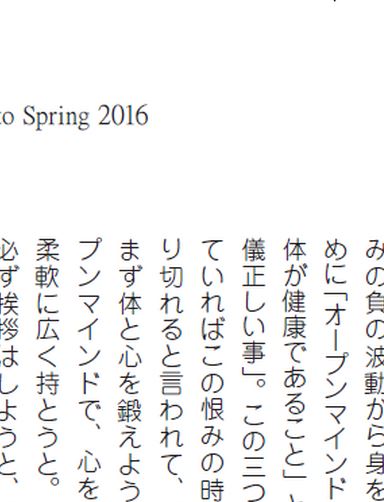 to Spring 2016
みの負の波動から身を
めに「オープンマインド
体が健康であること」と
儀正しい事」。この三つ
ていればこの恨みの時
り切れると言われて、
まず体と心を鍛えよう
プンマインドで、心を
柔軟に広く持とうと。
必ず挨拶はしようと、